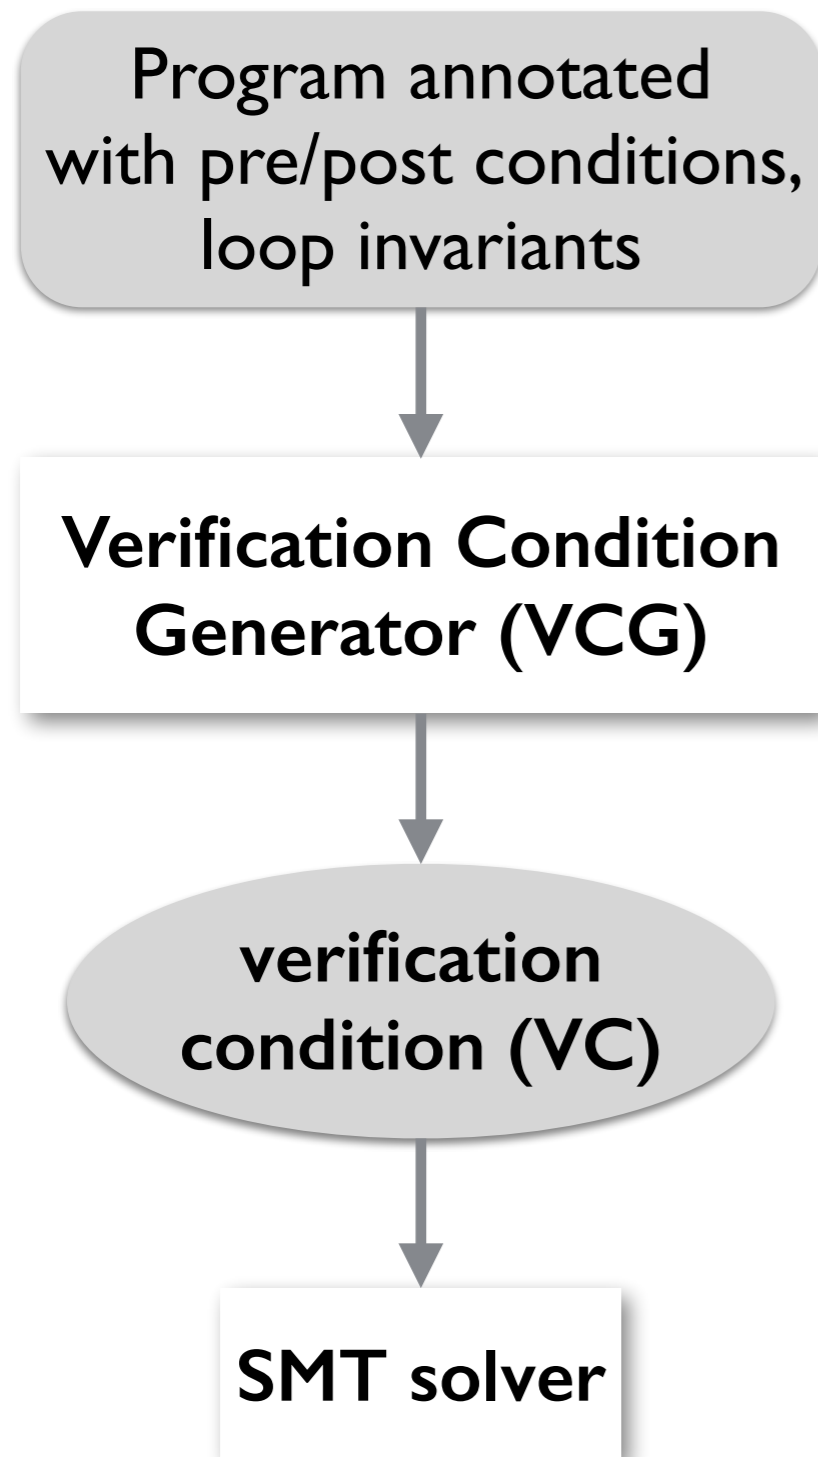 Program annotated
with pre/post conditions,
loop invariants
Verification Condition
Generator (VCG)
verification
condition (VC)
SMT solver